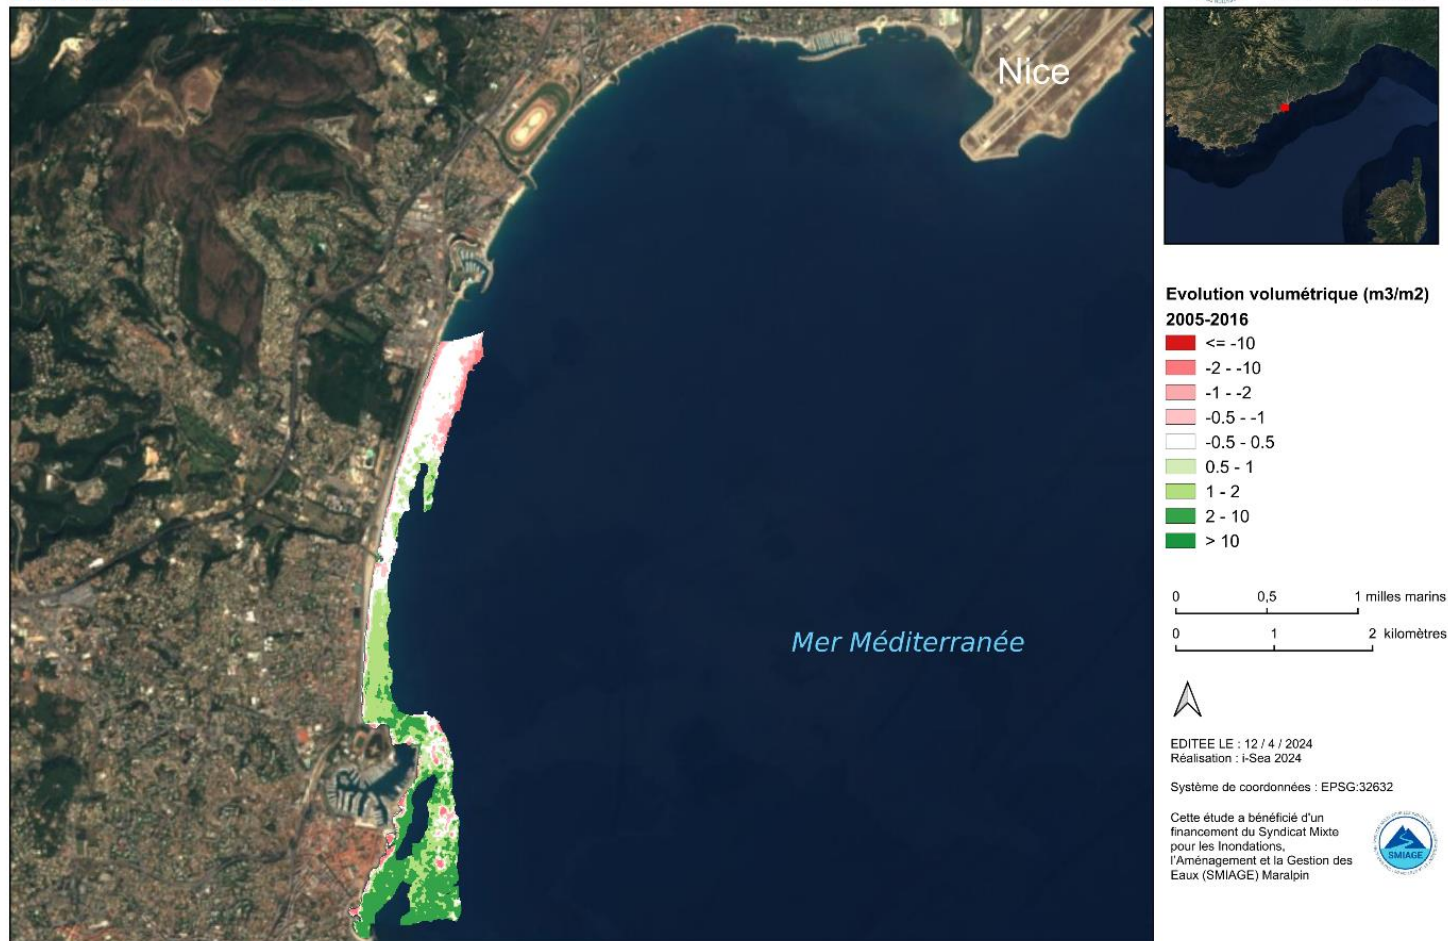 Nice
Mer Méditerranée
Evolution volumétrique (m3/m2)
2005-2016
<= -10
-2 - -10
-1 - -2
-0.5 - -1
-0.5 - 0.5
0.5 - 1
1 - 2
2 - 10
> 10
0 0,5 1 milles marins
0 1 2 kilomètres
EDITEE LE : 12 / 4 / 2024
Réalisation : i-Sea 2024
Système de coordonnées : EPSG:32632
Cette étude a bénéficié d'un
financement du Syndicat Mixte
pour les Inondations,
l'Aménagement et la Gestion des
Eaux (SMIAGE) Maralpin
SMIAGE